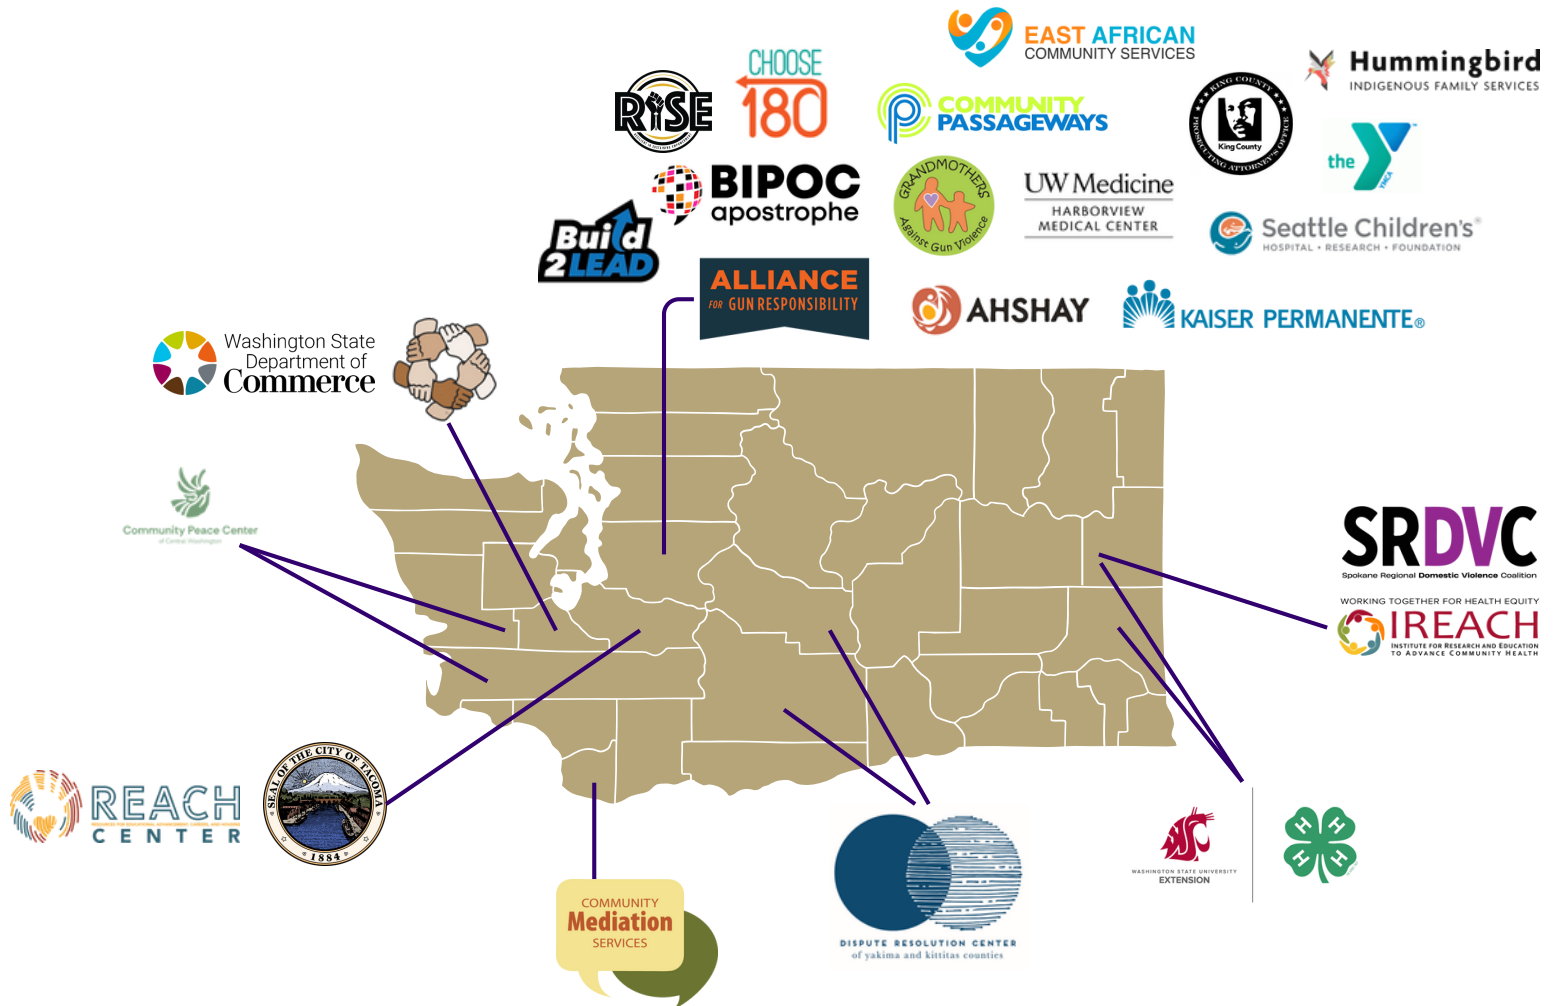 EAST AFRICAN
COMMUNITY SERVICES
CHOOSE
180
Hummingbird
INDIGENOUS FAMILY SERVICES
RISE
COMMUNITY
PASSAGEWAYS
KING COUNTY
King County
PROSECUTING ATTORNEY'S OFFICE
the
YMCA
BIPOC
apostrophe
GRANDMOTHERS
Against Gun Violence
UW Medicine
HARBORVIEW
MEDICAL CENTER
Build
2LEAD
Seattle Children's®
HOSPITAL • RESEARCH • FOUNDATION
ALLIANCE
FOR GUN RESPONSIBILITY
AHSHAY
KAISER PERMANENTE®
Washington State
Department of
Commerce
Community Peace Center
of Central Washington
SRDVC
Spokane Regional Domestic Violence Coalition
WORKING TOGETHER FOR HEALTH EQUITY
IREACH
INSTITUTE FOR RESEARCH AND EDUCATION
TO ADVANCE COMMUNITY HEALTH
REACH
CENTER
SEAL OF THE CITY OF TACOMA
1884
COMMUNITY
Mediation
SERVICES
DISPUTE RESOLUTION CENTER
of yakima and kittitas counties
WASHINGTON STATE UNIVERSITY
EXTENSION
H H
H H